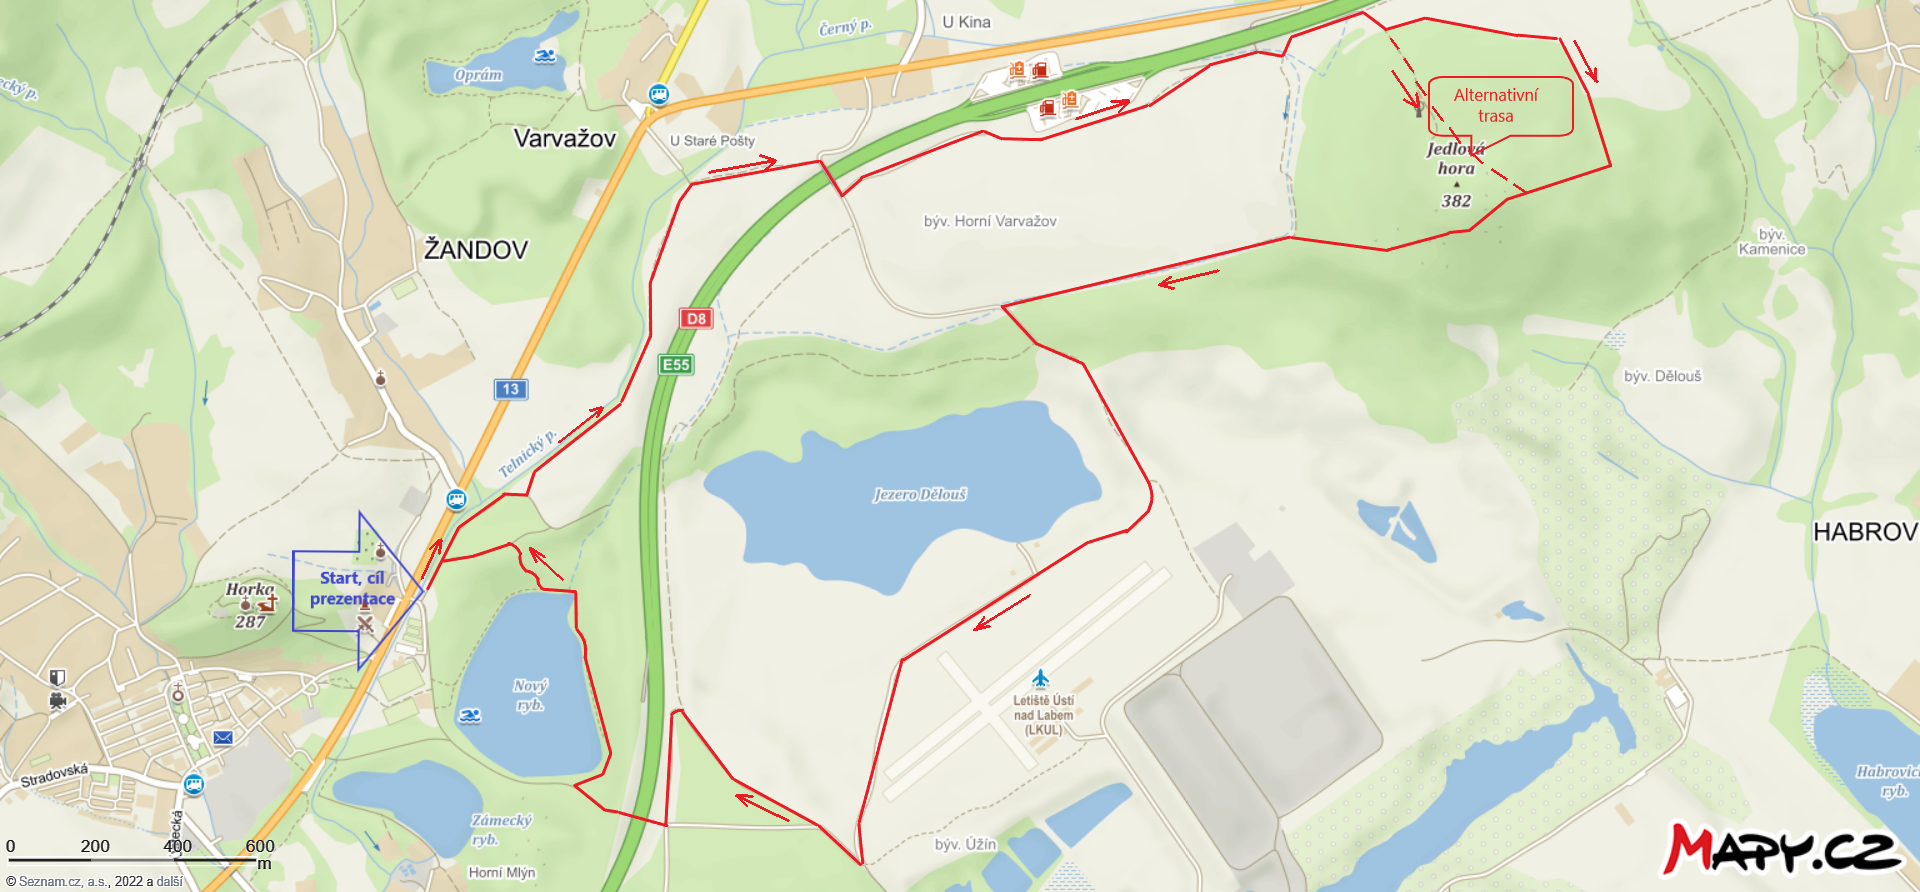 U Kina
Černý p.
Oprám
ecký p.
Varvažov
U Staré Pošty
Alternativní
trasa
Jedlová
hora
382
býv. Horní Varvažov
býv.
Kamenice
ŽANDOV
D8
E55
13
býv. Dělouš
Telnický p.
Jezero Dělouš
HABROV
Start, cíl
prezentace
Horka
287
Nový
ryb.
Letiště Ústí
nad Labem
(LKUL)
Stradovská
Habrovick
ryb.
Zámecký
ryb.
býv. Úžín
Horní Mlýn
0 200 400 600
m
© Seznam.cz, a.s., 2022 a další
MAPY.CZ